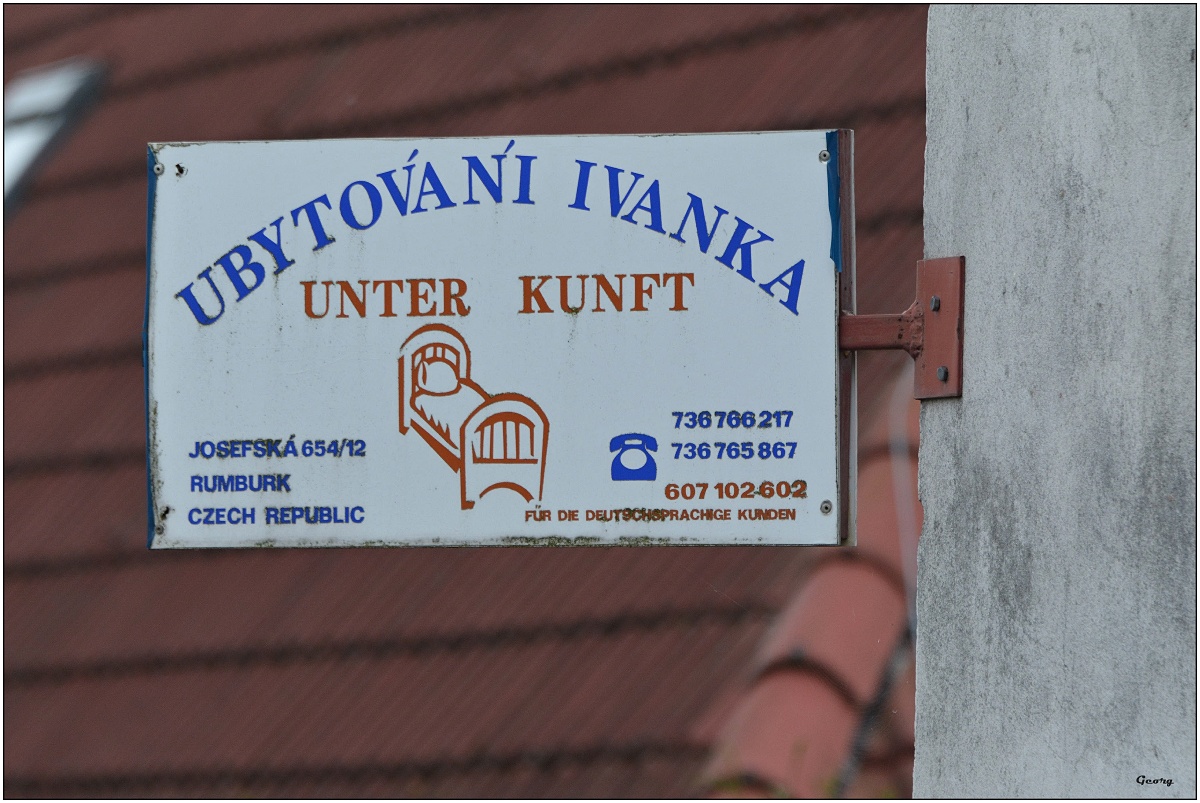 UBYTOVÁNÍ IVANKA
UNTER KUNFT
JOSEFSKÁ 654/12
RUMBURK
CZECH REPUBLIC
736 766 217
736 765 867
607 102 602
FÜR DIE DEUTSCHSPRACHIGE KUNDEN
Georg